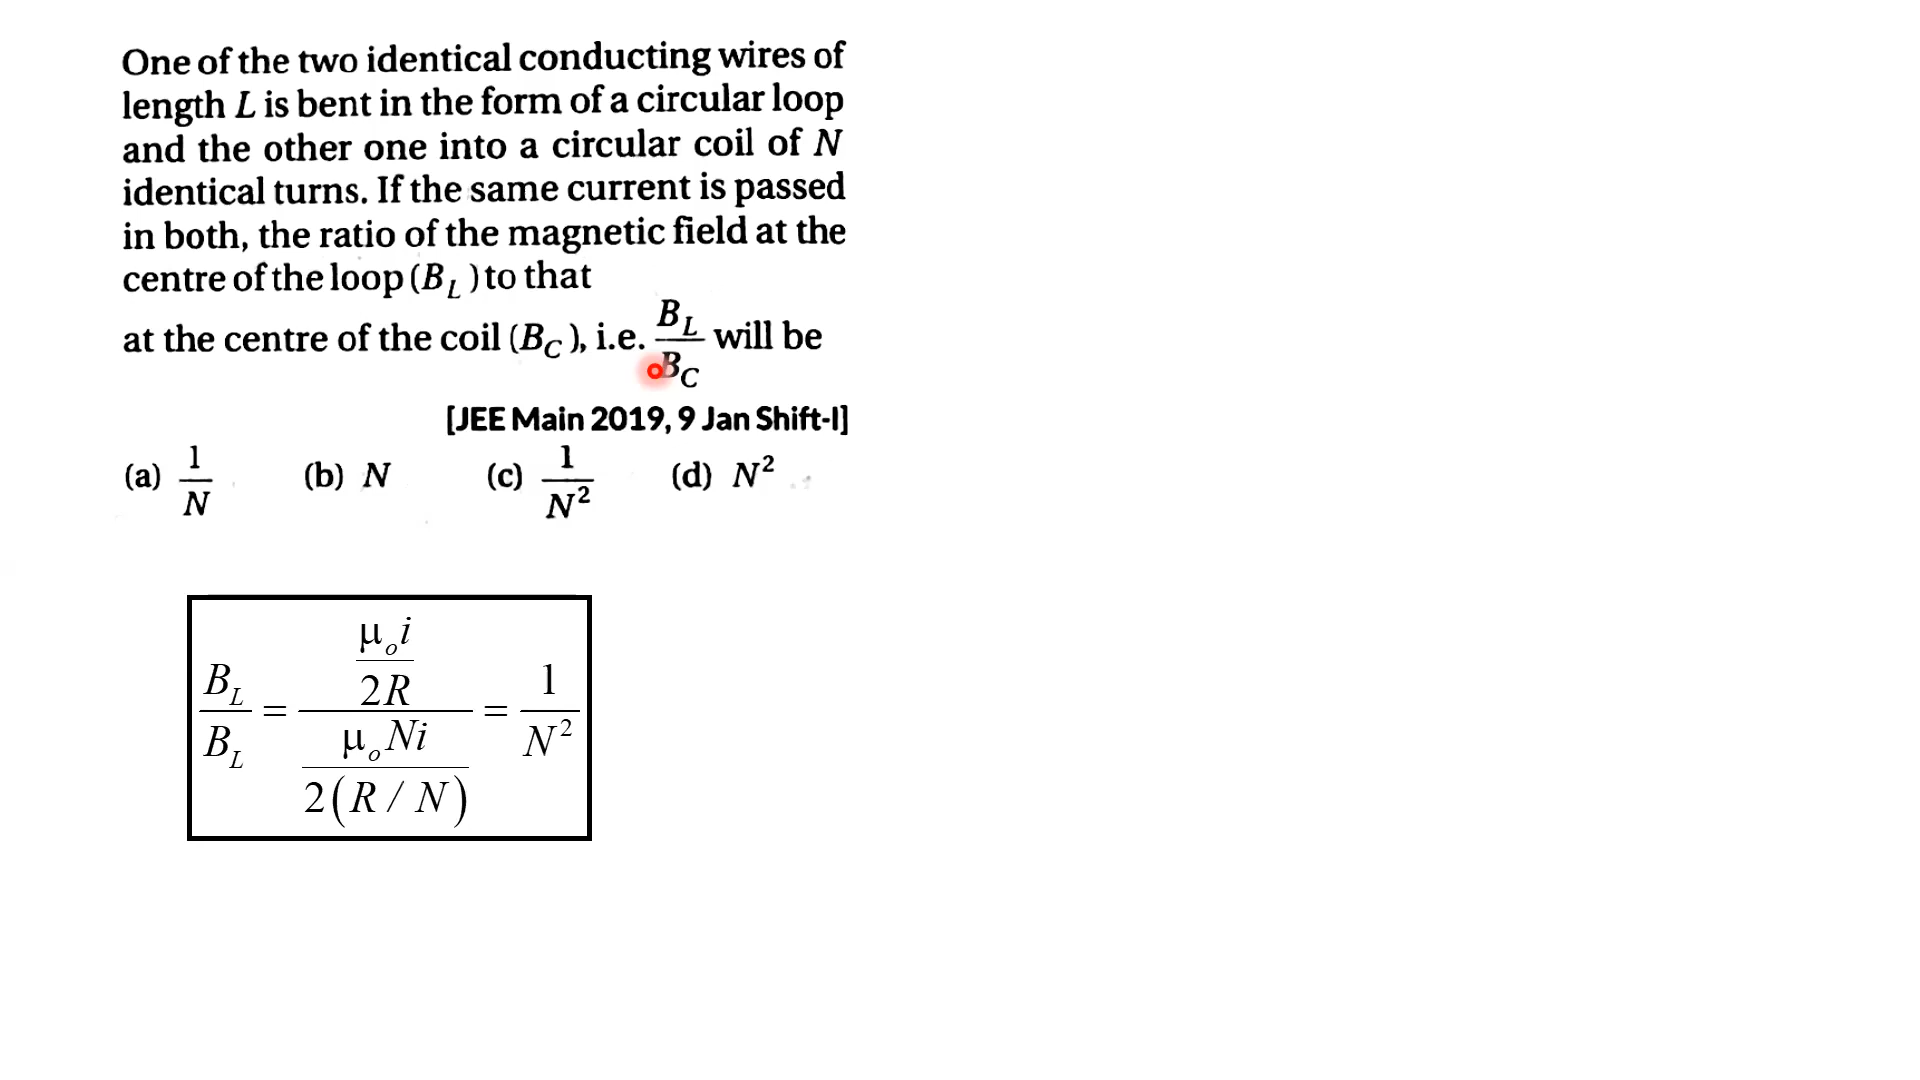 One of the two identical conducting wires of
length L is bent in the form of a circular loop
and the other one into a circular coil of N
identical turns. If the same current is passed
in both, the ratio of the magnetic field at the
centre of the loop (B_L) to that
at the centre of the coil (B_C), i.e. B_L/B_C will be
[JEE Main 2019, 9 Jan Shift-I]
(a) 1/N (b) N (c) 1/N² (d) N²
B_L/B_L = (μ_o i/2R)/(μ_o Ni/2(R/N)) = 1/N²